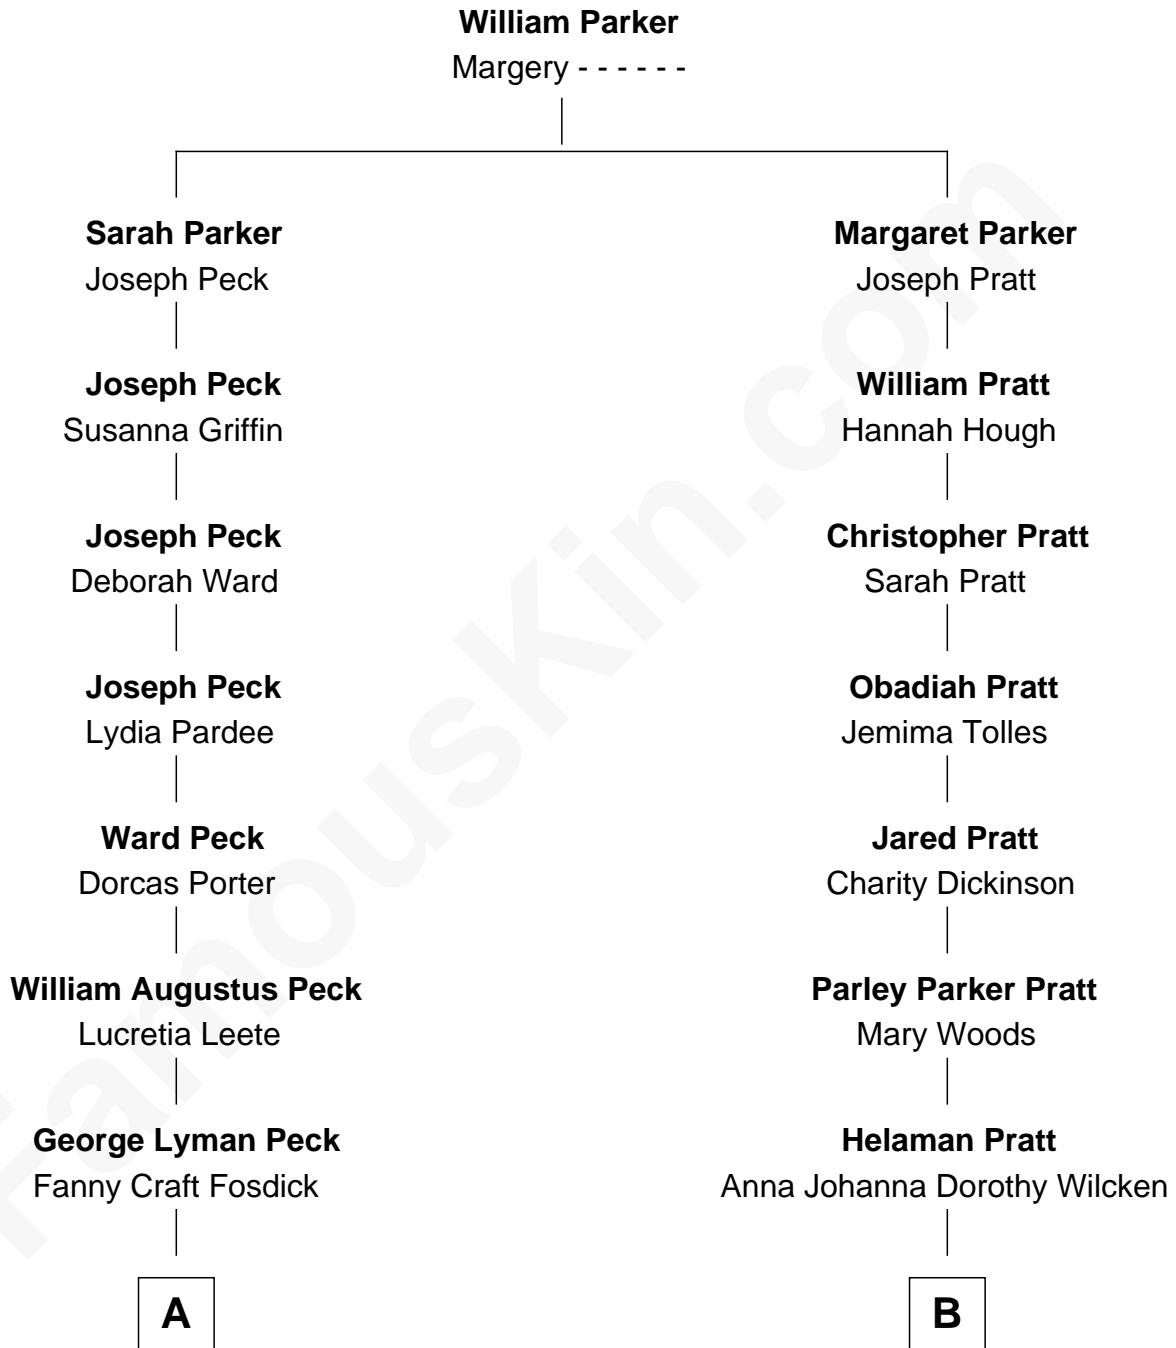 William Parker
Margery - - - - - -
Sarah Parker
Joseph Peck
Margaret Parker
Joseph Pratt
Joseph Peck
Susanna Griffin
William Pratt
Hannah Hough
Joseph Peck
Deborah Ward
Christopher Pratt
Sarah Pratt
Joseph Peck
Lydia Pardee
Obadiah Pratt
Jemima Tolles
Ward Peck
Dorcas Porter
Jared Pratt
Charity Dickinson
William Augustus Peck
Lucretia Leete
Parley Parker Pratt
Mary Woods
George Lyman Peck
Fanny Craft Fosdick
Helaman Pratt
Anna Johanna Dorothy Wilcken
A
B
FamousKin.com